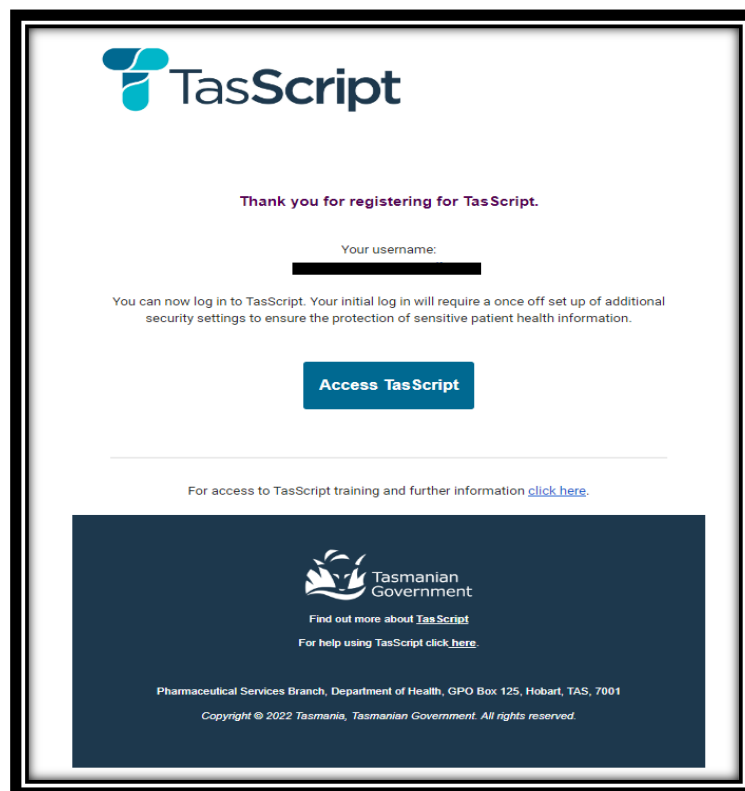 TasScript
Thank you for registering for TasScript.
Your username:
You can now log in to TasScript. Your initial log in will require a once off set up of additional
security settings to ensure the protection of sensitive patient health information.
Access TasScript
For access to TasScript training and further information click here.
Tasmanian
Government
Find out more about TasScript
For help using TasScript click here.
Pharmaceutical Services Branch, Department of Health, GPO Box 125, Hobart, TAS, 7001
Copyright © 2022 Tasmania, Tasmanian Government. All rights reserved.